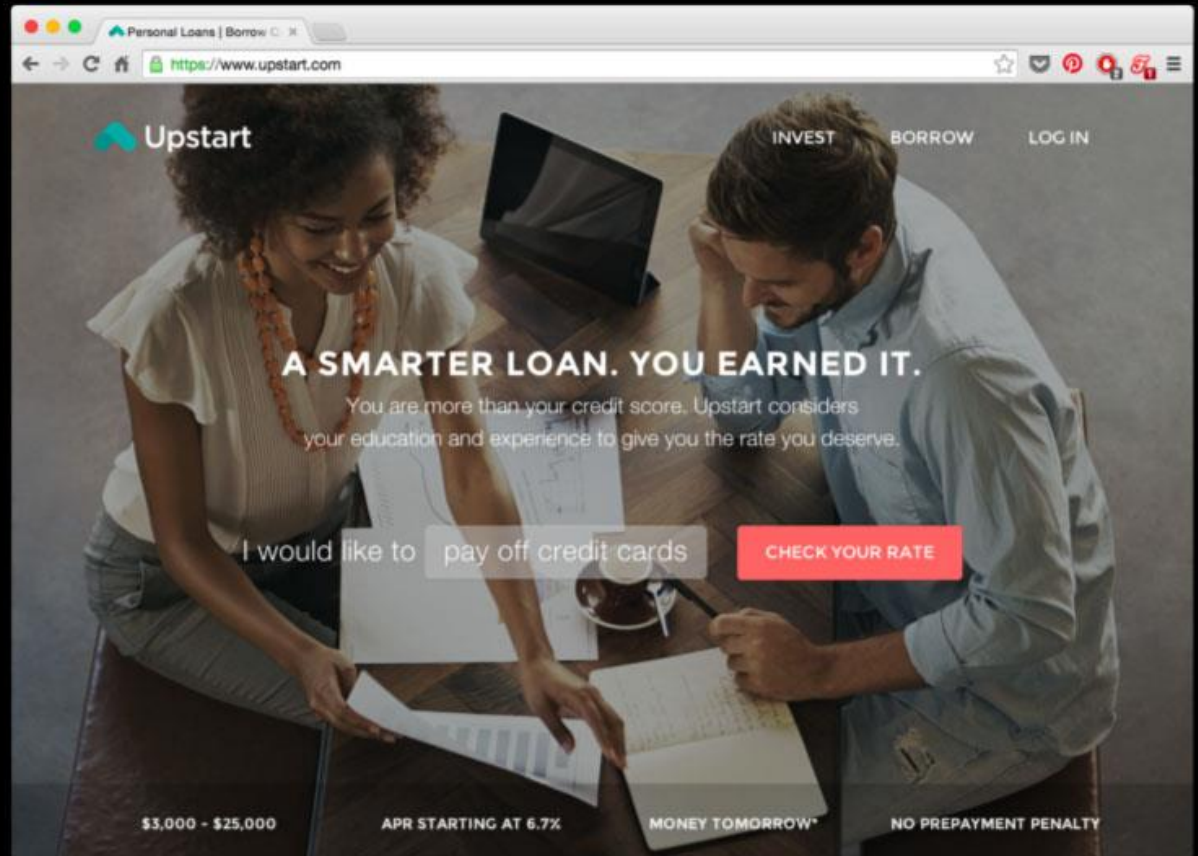 Personal Loans | Borrow
https://www.upstart.com
2
1
Upstart
INVEST BORROW LOG IN
A SMARTER LOAN. YOU EARNED IT.
You are more than your credit score. Upstart considers
your education and experience to give you the rate you deserve.
I would like to pay off credit cards CHECK YOUR RATE
$3,000 - $25,000 APR STARTING AT 6.7% MONEY TOMORROW* NO PREPAYMENT PENALTY